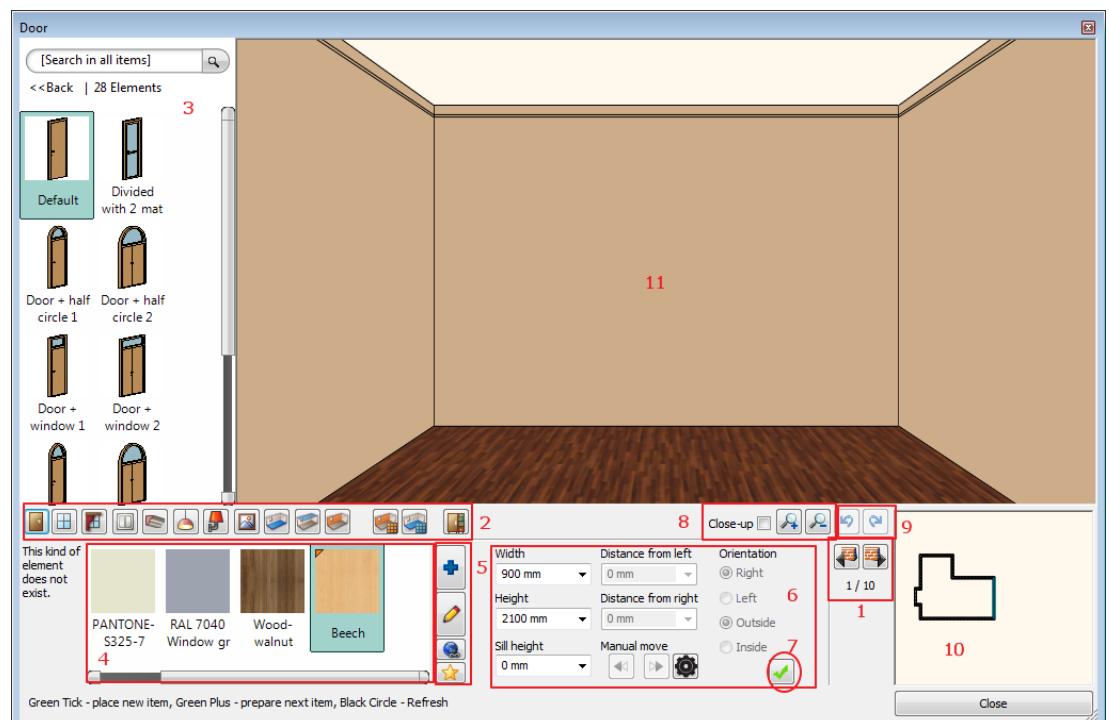 Door
[Search in all items]
<<Back | 28 Elements
3
Default
Divided
with 2 mat
Door + half
circle 1
Door + half
circle 2
Door +
window 1
Door +
window 2
11
2
8
Close-up
9
This kind of
element
does not
exist.
PANTONE-
S325-7
RAL 7040
Window gr
Wood-
walnut
Beech
4
5
Width
900 mm
Height
2100 mm
Sill height
0 mm
Distance from left
0 mm
Distance from right
0 mm
Manual move
Orientation
Right
Left
Outside
Inside
6
7
1 / 10
1
10
Green Tick - place new item, Green Plus - prepare next item, Black Circle - Refresh
Close